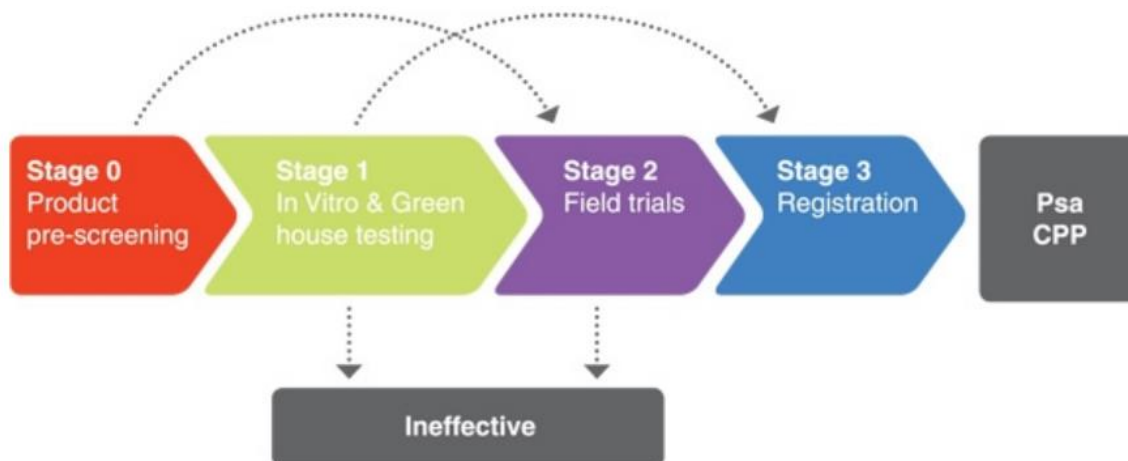 Stage 0
Product
pre-screening
Stage 1
In Vitro & Green
house testing
Stage 2
Field trials
Stage 3
Registration
Psa
CPP
Ineffective